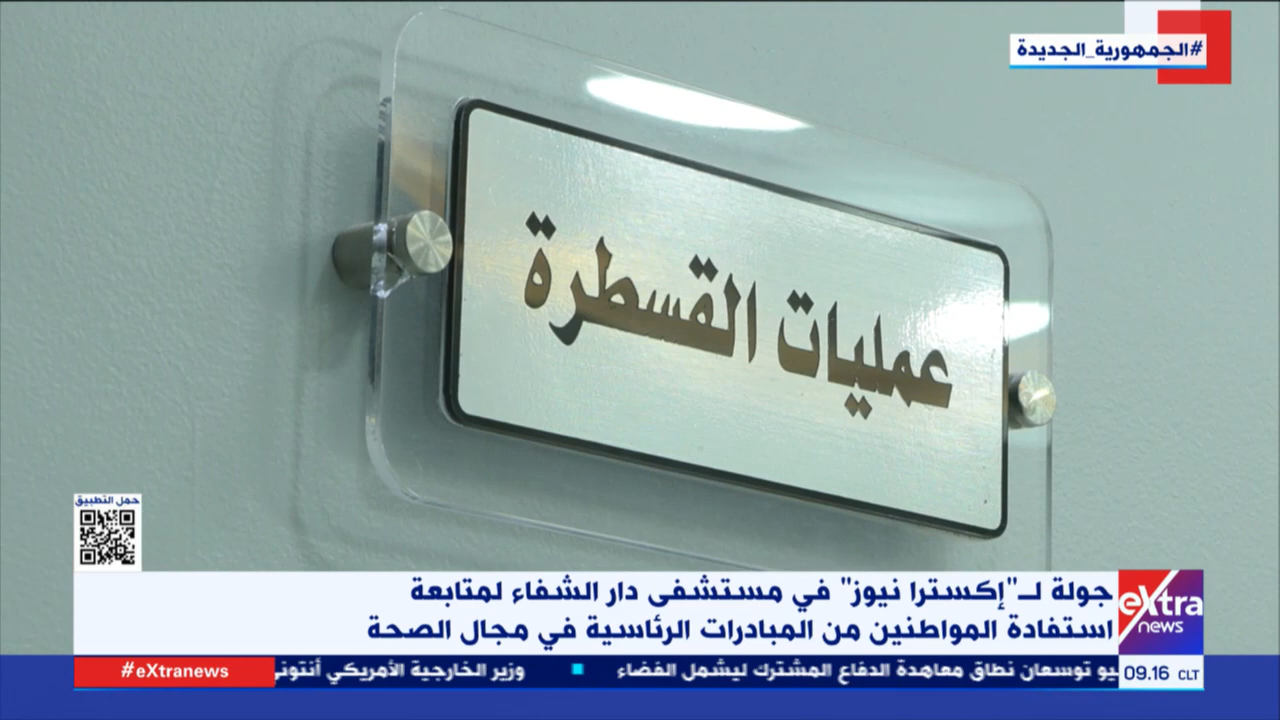 #الجمهورية_الجديدة
عمليات القسطرة
حمل التطبيق
جولة لـ"إكسترا نيوز" في مستشفى دار الشفاء لمتابعة
استفادة المواطنين من المبادرات الرئاسية في مجال الصحة
eXtra
news
#eXtranews
يو توسعان نطاق معاهدة الدفاع المشترك ليشمل الفضاء
وزير الخارجية الأمريكي أنتوني
09.16 CLT